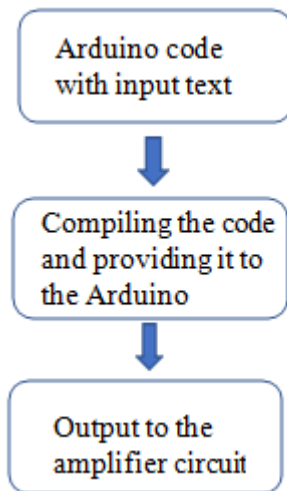 Arduino code
with input text
Compiling the code
and providing it to
the Arduino
Output to the
amplifier circuit